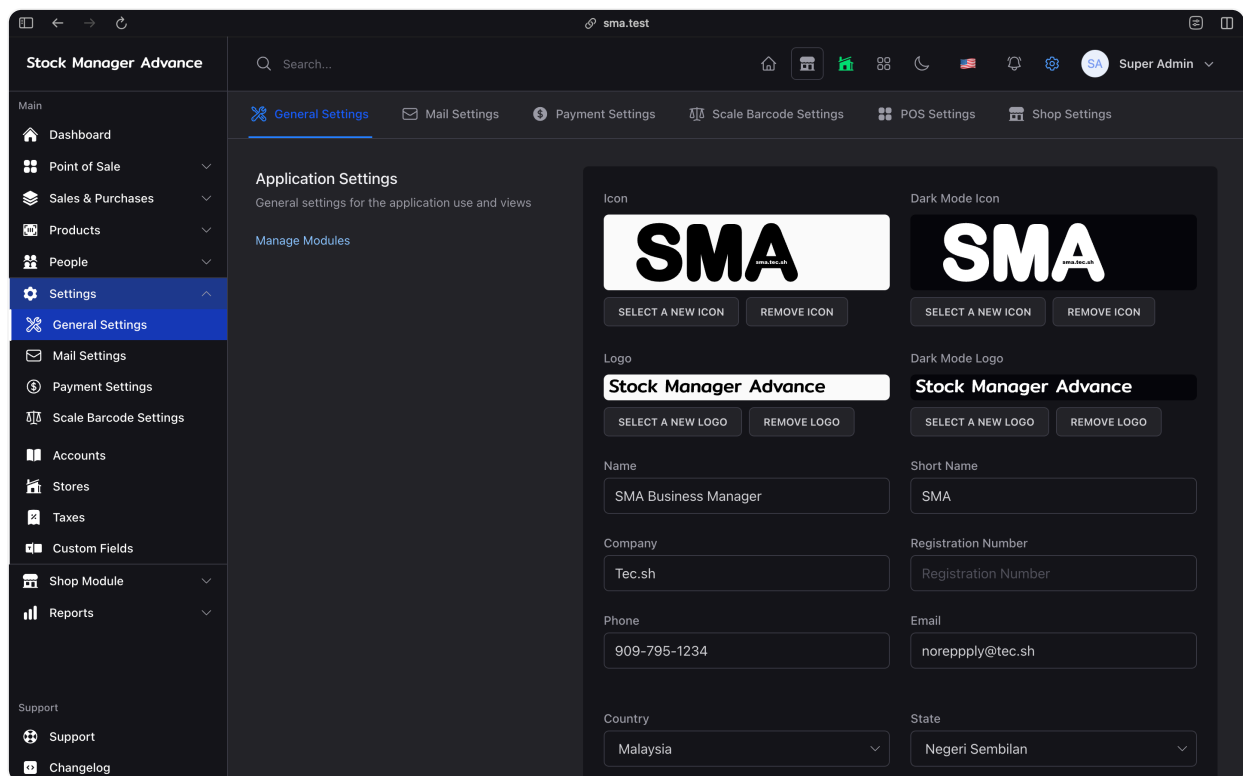 sma.test
Stock Manager Advance
Search...
SA
Super Admin
Main
Dashboard
Point of Sale
Sales & Purchases
Products
People
Settings
General Settings
Mail Settings
Payment Settings
Scale Barcode Settings
Accounts
Stores
Taxes
Custom Fields
Shop Module
Reports
Support
Support
Changelog
General Settings
Mail Settings
Payment Settings
Scale Barcode Settings
POS Settings
Shop Settings
Application Settings
General settings for the application use and views
Manage Modules
Icon
SMA
sma.tec.sh
SELECT A NEW ICON
REMOVE ICON
Dark Mode Icon
SMA
sma.tec.sh
SELECT A NEW ICON
REMOVE ICON
Logo
Stock Manager Advance
SELECT A NEW LOGO
REMOVE LOGO
Dark Mode Logo
Stock Manager Advance
SELECT A NEW LOGO
REMOVE LOGO
Name
SMA Business Manager
Short Name
SMA
Company
Tec.sh
Registration Number
Registration Number
Phone
909-795-1234
Email
noreppply@tec.sh
Country
Malaysia
State
Negeri Sembilan